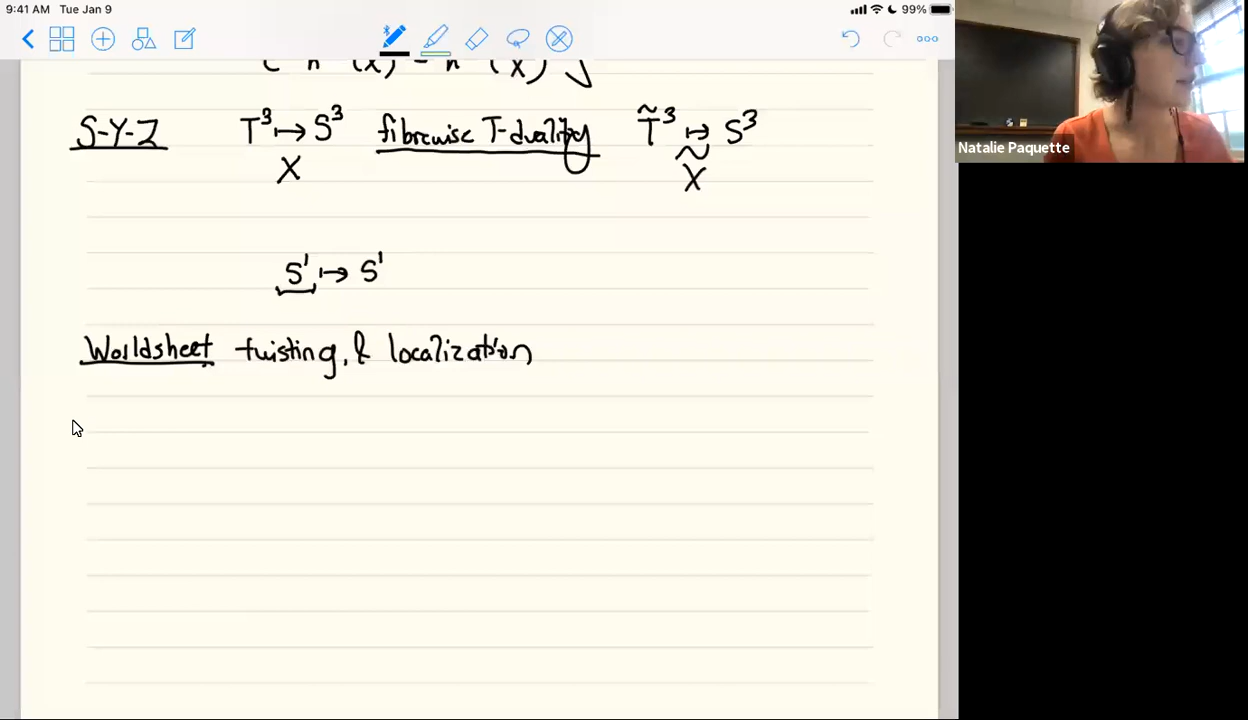 9:41 AM Tue Jan 9 99%
S-Y-Z T³ ↦ S³ fibrewise T-duality T̃³ ↦ S³
X X̃
S¹ ↦ S¹
Worldsheet twisting, & localization
Natalie Paquette